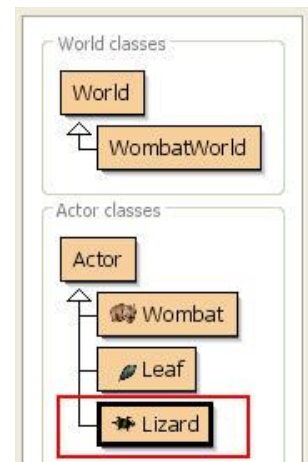 World classes
World
WombatWorld
Actor classes
Actor
Wombat
Leaf
Lizard